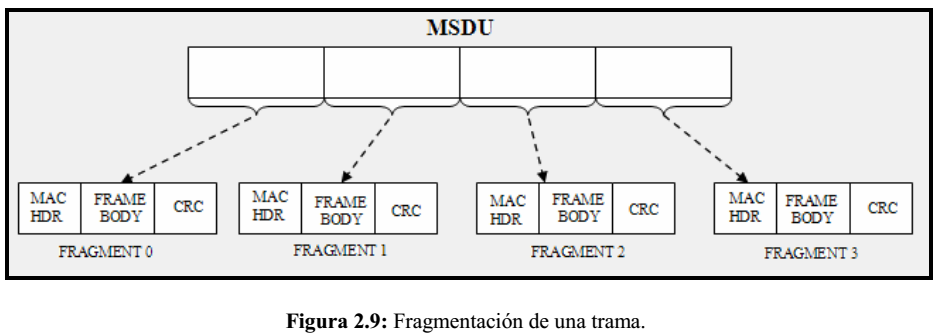 MSDU
MAC HDR FRAME BODY CRC
FRAGMENT 0
MAC HDR FRAME BODY CRC
FRAGMENT 1
MAC HDR FRAME BODY CRC
FRAGMENT 2
MAC HDR FRAME BODY CRC
FRAGMENT 3
Figura 2.9: Fragmentación de una trama.